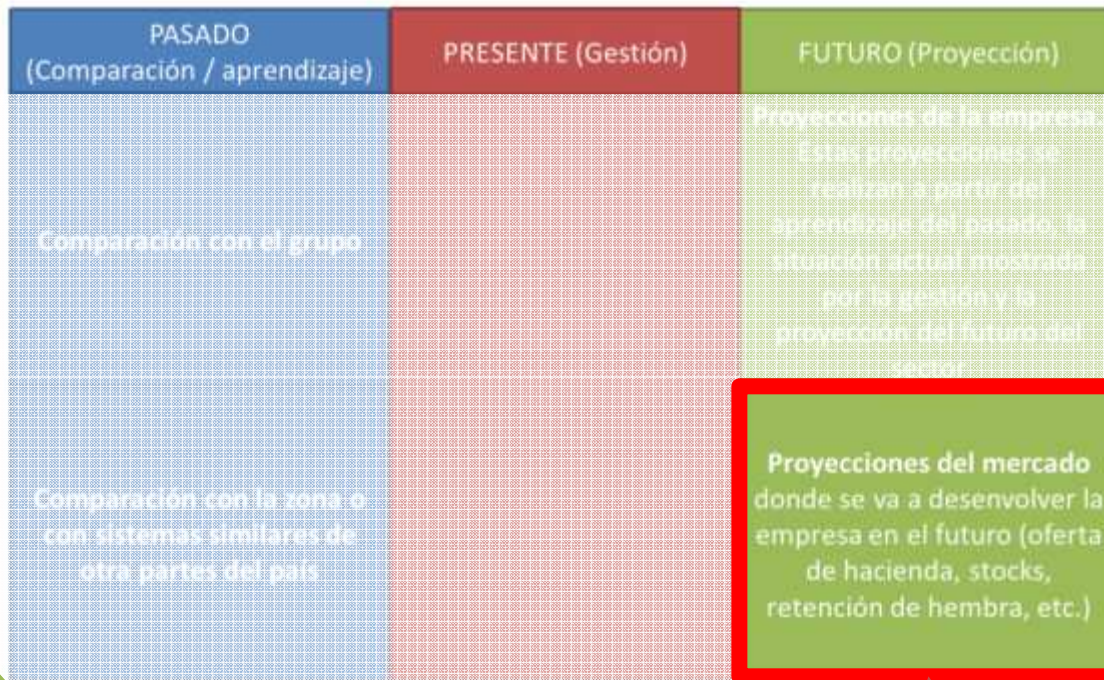 PASADO
(Comparación / aprendizaje)
PRESENTE (Gestión)
FUTURO (Proyección)
Comparación con el grupo
Comparación con la zona o
con sistemas similares de
otra partes del país
Proyecciones de la empresa.
Estas proyecciones se
realizan a partir del
aprendizaje del pasado, la
situación actual mostrada
por la gestión y la
proyección del futuro del
sector
Proyecciones del mercado
donde se va a desenvolver la
empresa en el futuro (oferta
de hacienda, stocks,
retención de hembra, etc.)